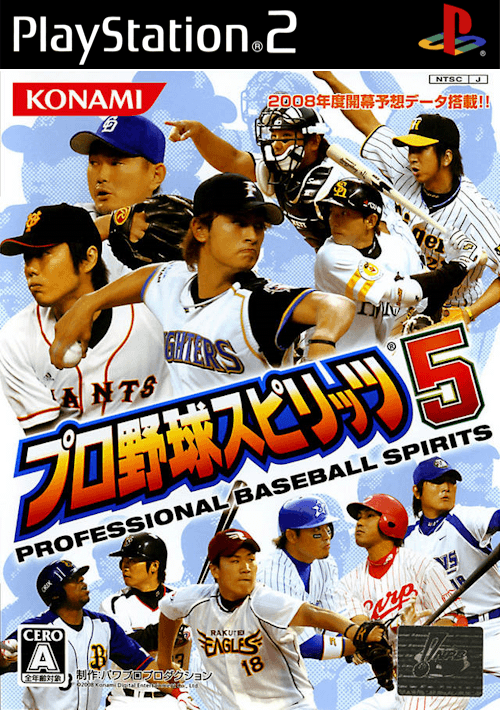 PlayStation®2
NTSC J
KONAMI
2008年度開幕予想データ搭載!!
GIANTS
FIGHTERS
プロ野球スピリッツ®5
PROFESSIONAL BASEBALL SPIRITS
RAKUTEN
EAGLES
18
18
Carp
B
CERO
A
全年齢対象
制作:パワプロプロダクション
©2008 Konami Digital Entertainment Co., Ltd.